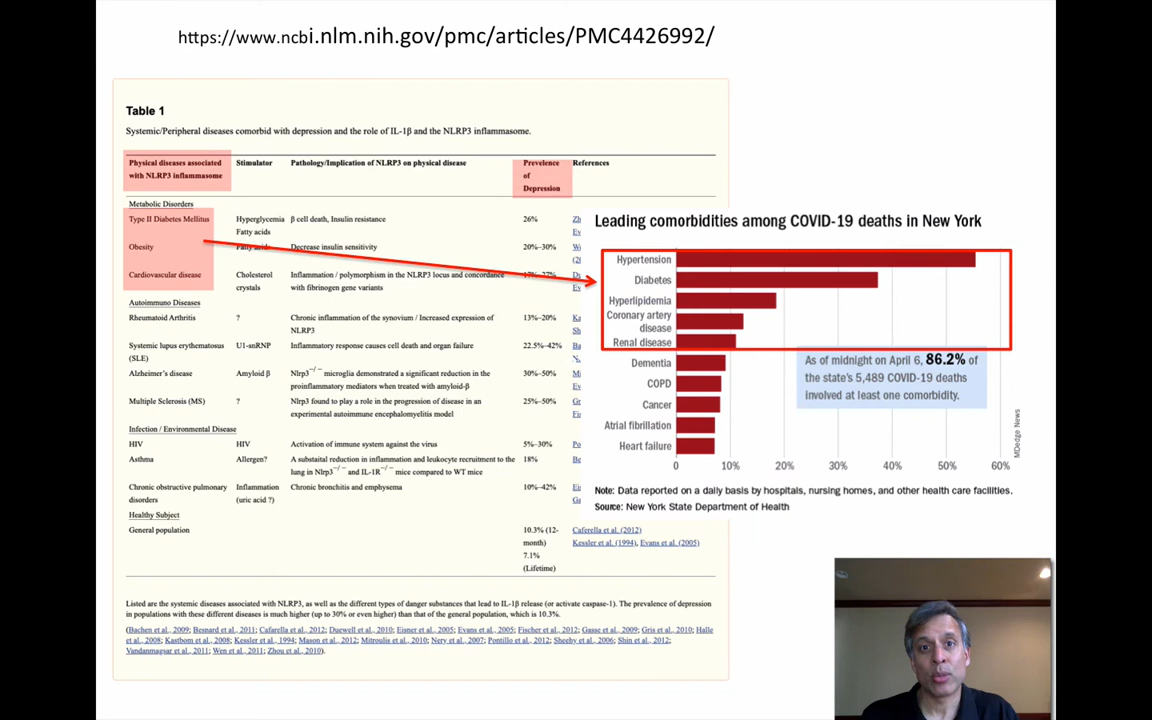 https://www.ncbi.nlm.nih.gov/pmc/articles/PMC4426992/
Table 1
Systemic/Peripheral diseases comorbid with depression and the role of IL-1β and the NLRP3 inflammasome.
Physical diseases associated with NLRP3 inflammasome Stimulator Pathology/Implication of NLRP3 on physical disease Prevelence of Depression References
Metabolic Disorders
Type II Diabetes Mellitus Hyperglycemia β cell death, Insulin resistance 26% Zh
Fatty acids Ev
Obesity Fatty acids Decrease insulin sensitivity 20%–30% W
(2
Cardiovascular disease Cholesterol Inflammation / polymorphism in the NLRP3 locus and concordance 17%–27% Du
crystals with fibrinogen gene variants Ev
Autoimmuno Diseases
Rheumatoid Arthritis ? Chronic inflammation of the synovium / Increased expression of 13%–20% Ka
NLRP3 Sh
Systemic lupus erythematosus U1-snRNP Inflammatory response causes cell death and organ failure 22.5%–42% Ba
(SLE) N.
Alzheimer's disease Amyloid β Nlrp3−/− microglia demonstrated a significant reduction in the 30%–50% Mi
proinflammatory mediators when treated with amyloid-β Ev
Multiple Sclerosis (MS) ? Nlrp3 found to play a role in the progression of disease in an 25%–50% Gr
experimental autoimmune encephalomyelitis model Fi
Infection / Environmental Disease
HIV HIV Activation of immune system against the virus 5%–30% Po
Asthma Allergen? A substaital reduction in inflammation and leukocyte recruitment to the 18% Be
lung in Nlrp3−/− and IL-1R−/− mice compared to WT mice
Chronic obstructive pulmonary Inflammation Chronic bronchitis and emphysema 10%–42% Ei
disorders (uric acid ?) Ga
Healthy Subject
General population 10.3% (12- Caferella et al. (2012)
month) Kessler et al. (1994), Evans et al. (2005)
7.1%
(Lifetime)
Listed are the systemic diseases associated with NLRP3, as well as the different types of danger substances that lead to IL-1β release (or activate caspase-1). The prevalence of depression
in populations with these different diseases is much higher (up to 30% or even higher) than that of the general population, which is 10.3%.
(Bachen et al., 2009; Besnard et al., 2011; Cafarella et al., 2012; Duewell et al., 2010; Eisner et al., 2005; Evans et al., 2005; Fischer et al., 2012; Gasse et al., 2009; Gris et al., 2010; Halle
et al., 2008; Kastbom et al., 2008; Kessler et al., 1994; Mason et al., 2012; Mitroulis et al., 2010; Nery et al., 2007; Pontillo et al., 2012; Sheehy et al., 2006; Shin et al., 2012;
Vandanmagsar et al., 2011; Wen et al., 2011; Zhou et al., 2010).
Leading comorbidities among COVID-19 deaths in New York
Hypertension
Diabetes
Hyperlipidemia
Coronary artery
disease
Renal disease
Dementia
COPD
Cancer
Atrial fibrillation
Heart failure
0 10% 20% 30% 40% 50% 60%
As of midnight on April 6, 86.2% of
the state's 5,489 COVID-19 deaths
involved at least one comorbidity.
MDedge News
Note: Data reported on a daily basis by hospitals, nursing homes, and other health care facilities.
Source: New York State Department of Health